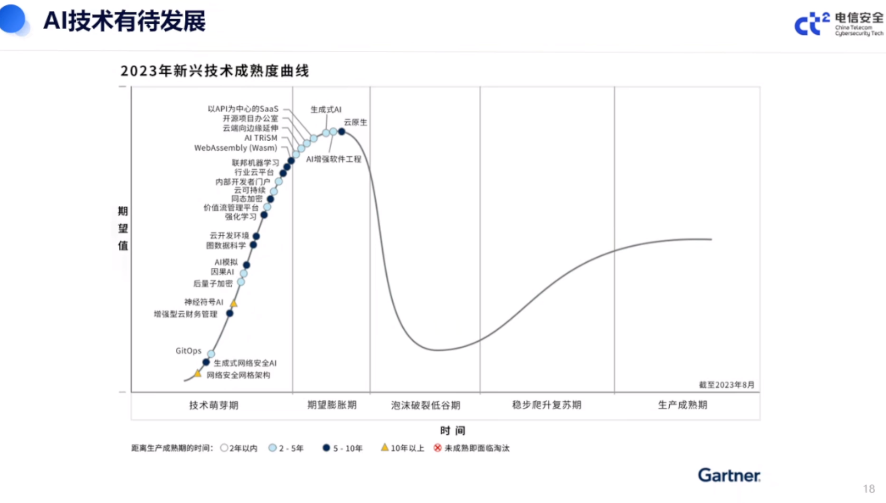 AI技术有待发展
电信安全
China Telecom
Cybersecurity Tech
2023年新兴技术成熟度曲线
以API为中心的SaaS
生成式AI
开源项目办公室
云原生
云端向边缘延伸
AI TRiSM
WebAssembly (Wasm)
AI增强软件工程
联邦机器学习
行业云平台
内部开发者门户
云可持续
同态加密
价值流管理平台
强化学习
期望值
云开发环境
图数据科学
AI模拟
因果AI
后量子加密
神经符号AI
增强型云财务管理
GitOps
生成式网络安全AI
网络安全网格架构
截至2023年8月
技术萌芽期
期望膨胀期
泡沫破裂低谷期
稳步爬升复苏期
生产成熟期
时间
距离生产成熟期的时间： 2年以内 2 - 5年 5 - 10年 10年以上 未成熟即面临淘汰
Gartner
18